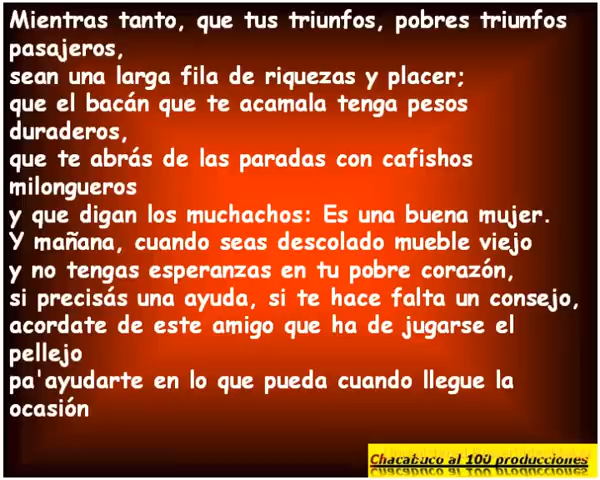 Mientras tanto, que tus triunfos, pobres triunfos
pasajeros,
sean una larga fila de riquezas y placer;
que el bacán que te acamala tenga pesos
duraderos,
que te abrás de las paradas con cafishos
milongueros
y que digan los muchachos: Es una buena mujer.
Y mañana, cuando seas descolado mueble viejo
y no tengas esperanzas en tu pobre corazón,
si precisás una ayuda, si te hace falta un consejo,
acordate de este amigo que ha de jugarse el
pellejo
pa'ayudarte en lo que pueda cuando llegue la
ocasión
Chacabuco al 100 producciones